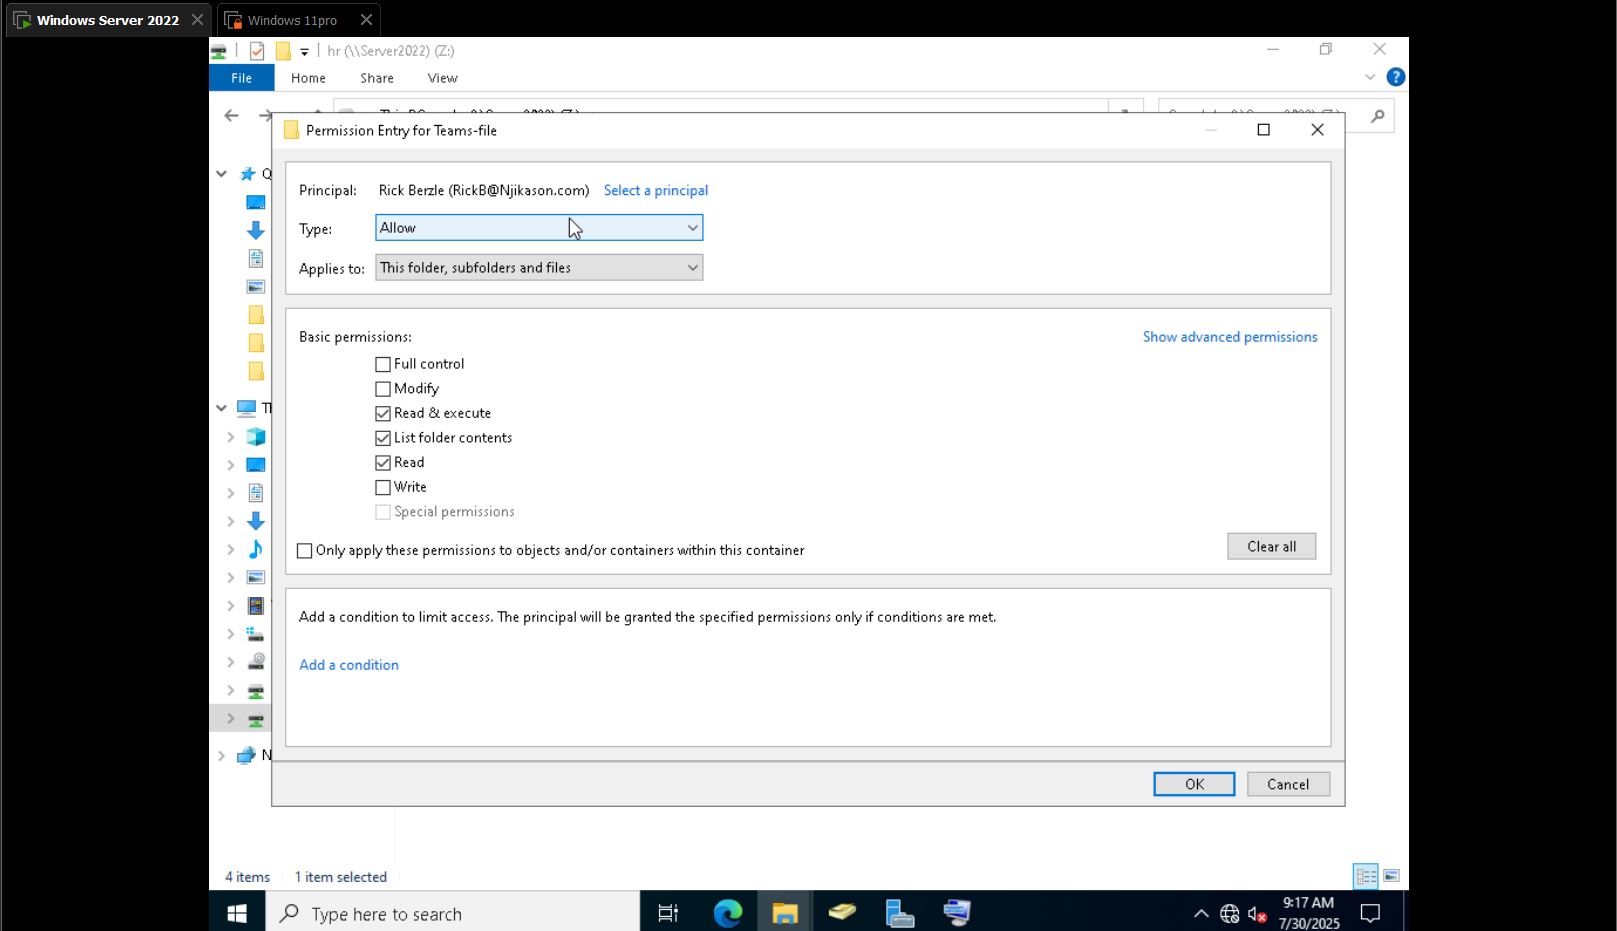 Windows Server 2022
Windows 11pro
hr (\\Server2022) (Z:)
File Home Share View
Permission Entry for Teams-file
Principal: Rick Berzle (RickB@Njikason.com) Select a principal
Type: Allow
Applies to: This folder, subfolders and files
Basic permissions: Show advanced permissions
Full control
Modify
Read & execute
List folder contents
Read
Write
Special permissions
Only apply these permissions to objects and/or containers within this container
Clear all
Add a condition to limit access. The principal will be granted the specified permissions only if conditions are met.
Add a condition
OK Cancel
4 items 1 item selected
Type here to search
9:17 AM
7/30/2025